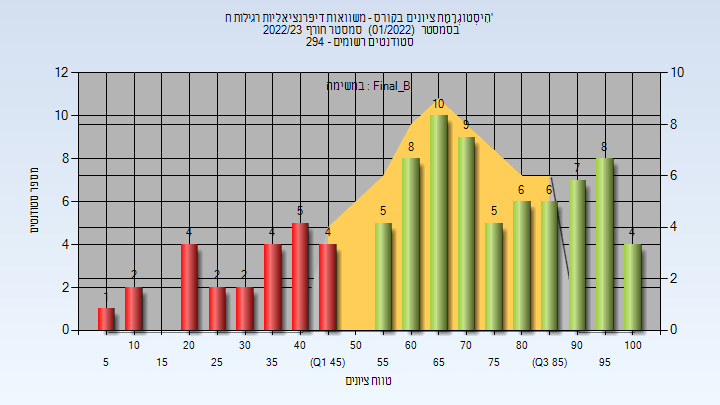 היסטוגרמת ציונים בקורס - משוואות דיפרנציאליות רגילות ח'
בסמסטר (01/2022) סמסטר חורף 2022/23
סטודנטים רשומים - 294
במשימה : Final_B
מספר סטודנטים
12
10
8
6
4
2
0
10
8
6
4
2
0
1 2 4 2 2 4 5 4 5 8 10 9 5 6 6 7 8 4
10 20 30 40 50 60 70 80 90 100
5 15 25 35 (Q1 45) 55 65 75 (Q3 85) 95
טווח ציונים